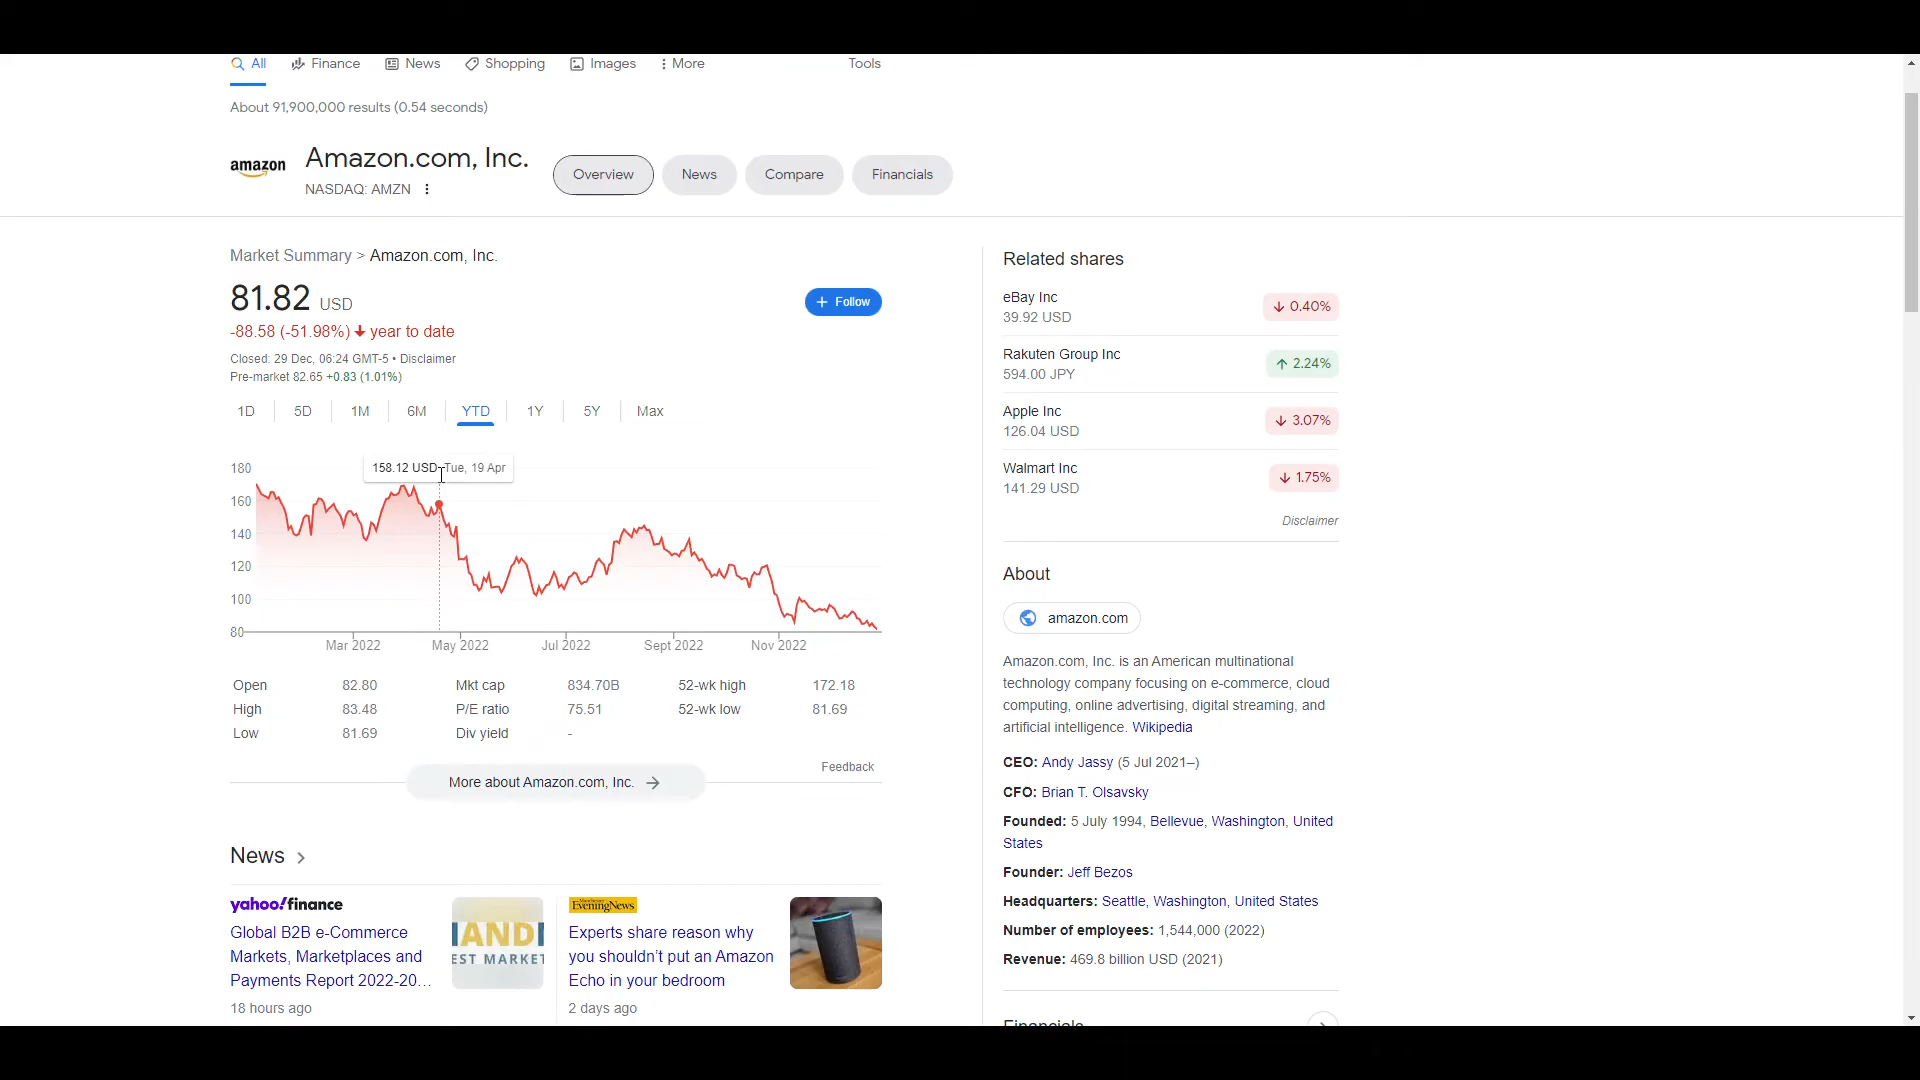 All Finance News Shopping Images More Tools
About 91,900,000 results (0.54 seconds)
amazon
Amazon.com, Inc.
NASDAQ: AMZN
Overview News Compare Financials
Market Summary > Amazon.com, Inc.
81.82 USD
+ Follow
-88.58 (-51.98%) year to date
Closed: 29 Dec, 06:24 GMT-5 • Disclaimer
Pre-market 82.65 +0.83 (1.01%)
1D 5D 1M 6M YTD 1Y 5Y Max
158.12 USD Tue, 19 Apr
180
160
140
120
100
80
Mar 2022 May 2022 Jul 2022 Sept 2022 Nov 2022
Open 82.80 Mkt cap 834.70B 52-wk high 172.18
High 83.48 P/E ratio 75.51 52-wk low 81.69
Low 81.69 Div yield -
Feedback
More about Amazon.com, Inc.
News
yahoo!finance
Global B2B e-Commerce
Markets, Marketplaces and
Payments Report 2022-20…
18 hours ago
AND
EST MARKET
Evening News
Experts share reason why
you shouldn’t put an Amazon
Echo in your bedroom
2 days ago
Related shares
eBay Inc
39.92 USD
0.40%
Rakuten Group Inc
594.00 JPY
2.24%
Apple Inc
126.04 USD
3.07%
Walmart Inc
141.29 USD
1.75%
Disclaimer
About
amazon.com
Amazon.com, Inc. is an American multinational
technology company focusing on e-commerce, cloud
computing, online advertising, digital streaming, and
artificial intelligence. Wikipedia
CEO: Andy Jassy (5 Jul 2021–)
CFO: Brian T. Olsavsky
Founded: 5 July 1994, Bellevue, Washington, United
States
Founder: Jeff Bezos
Headquarters: Seattle, Washington, United States
Number of employees: 1,544,000 (2022)
Revenue: 469.8 billion USD (2021)
Financials